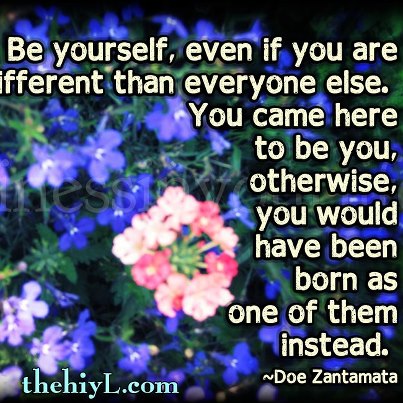 Be yourself, even if you are
ifferent than everyone else.
You came here
to be you,
otherwise,
you would
have been
born as
one of them
instead.
~Doe Zantamata
thehiyL.com